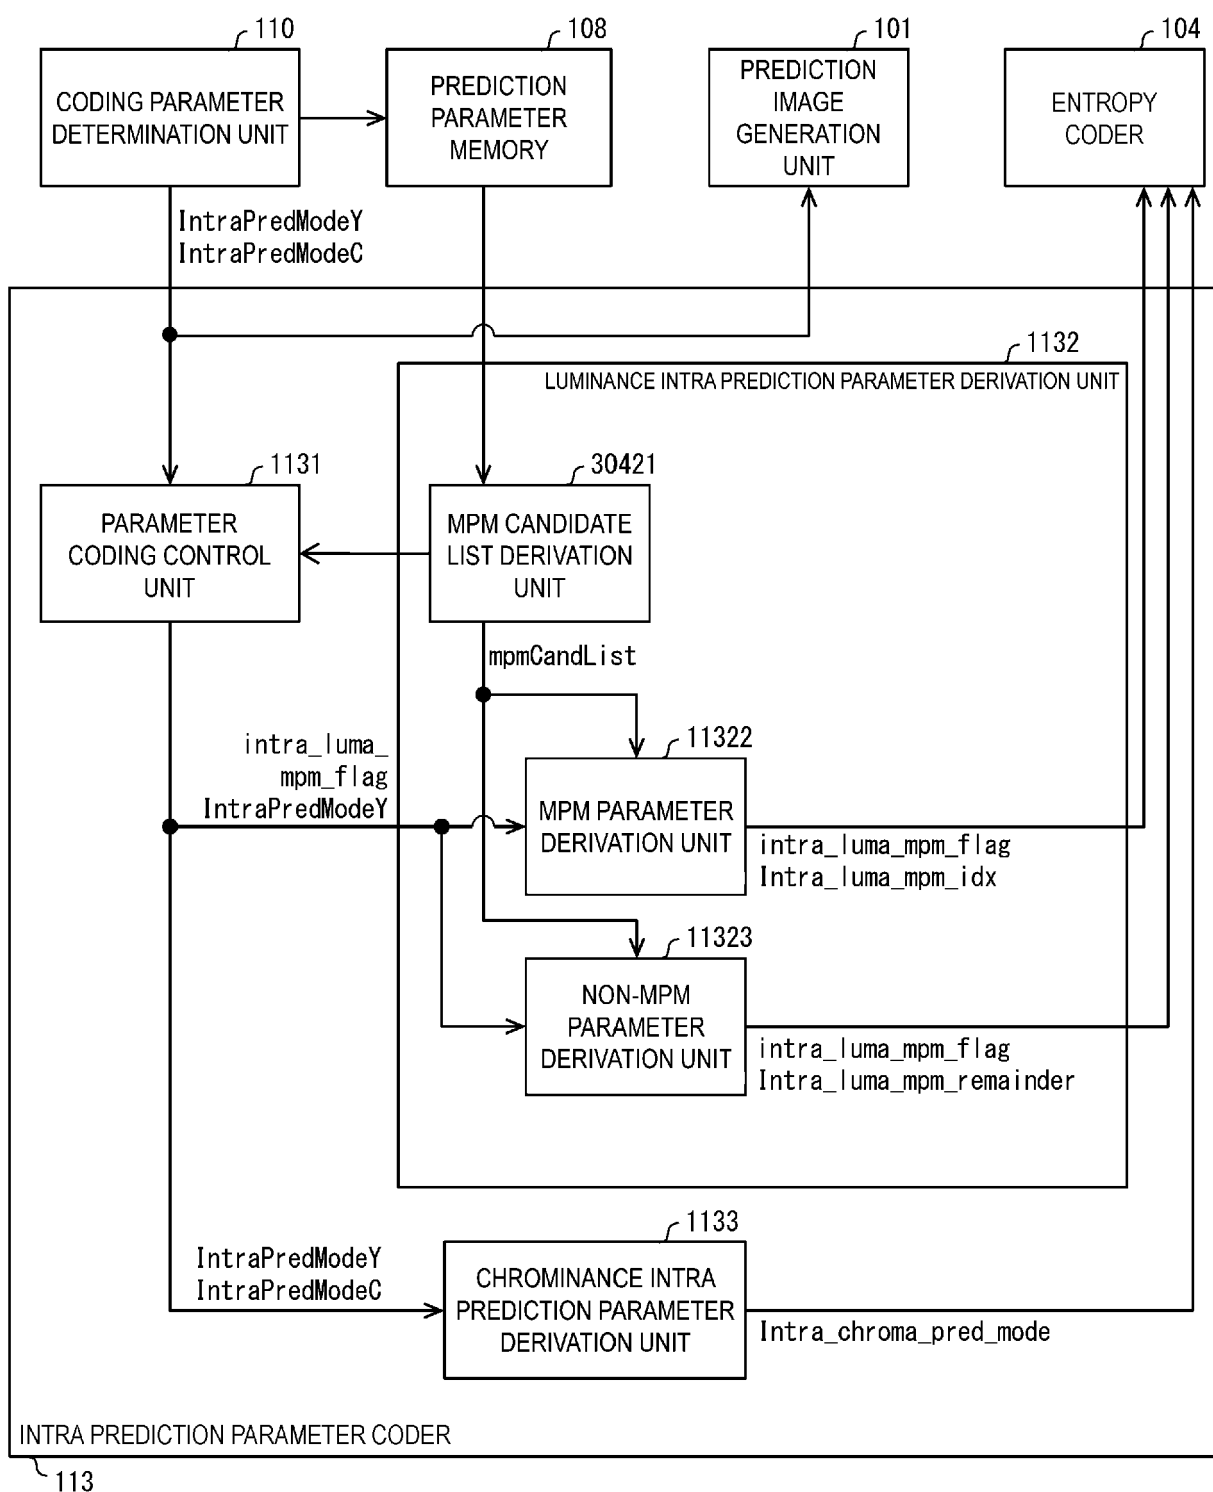 110
108
101
104
CODING PARAMETER
DETERMINATION UNIT
PREDICTION
PARAMETER
MEMORY
PREDICTION
IMAGE
GENERATION
UNIT
ENTROPY
CODER
IntraPredModeY
IntraPredModeC
1132
LUMINANCE INTRA PREDICTION PARAMETER DERIVATION UNIT
1131
30421
PARAMETER
CODING CONTROL
UNIT
MPM CANDIDATE
LIST DERIVATION
UNIT
mpmCandList
intra_luma_
mpm_flag
IntraPredModeY
11322
MPM PARAMETER
DERIVATION UNIT
intra_luma_mpm_flag
Intra_luma_mpm_idx
11323
NON-MPM
PARAMETER
DERIVATION UNIT
intra_luma_mpm_flag
Intra_luma_mpm_remainder
1133
IntraPredModeY
IntraPredModeC
CHROMINANCE INTRA
PREDICTION PARAMETER
DERIVATION UNIT
Intra_chroma_pred_mode
INTRA PREDICTION PARAMETER CODER
113